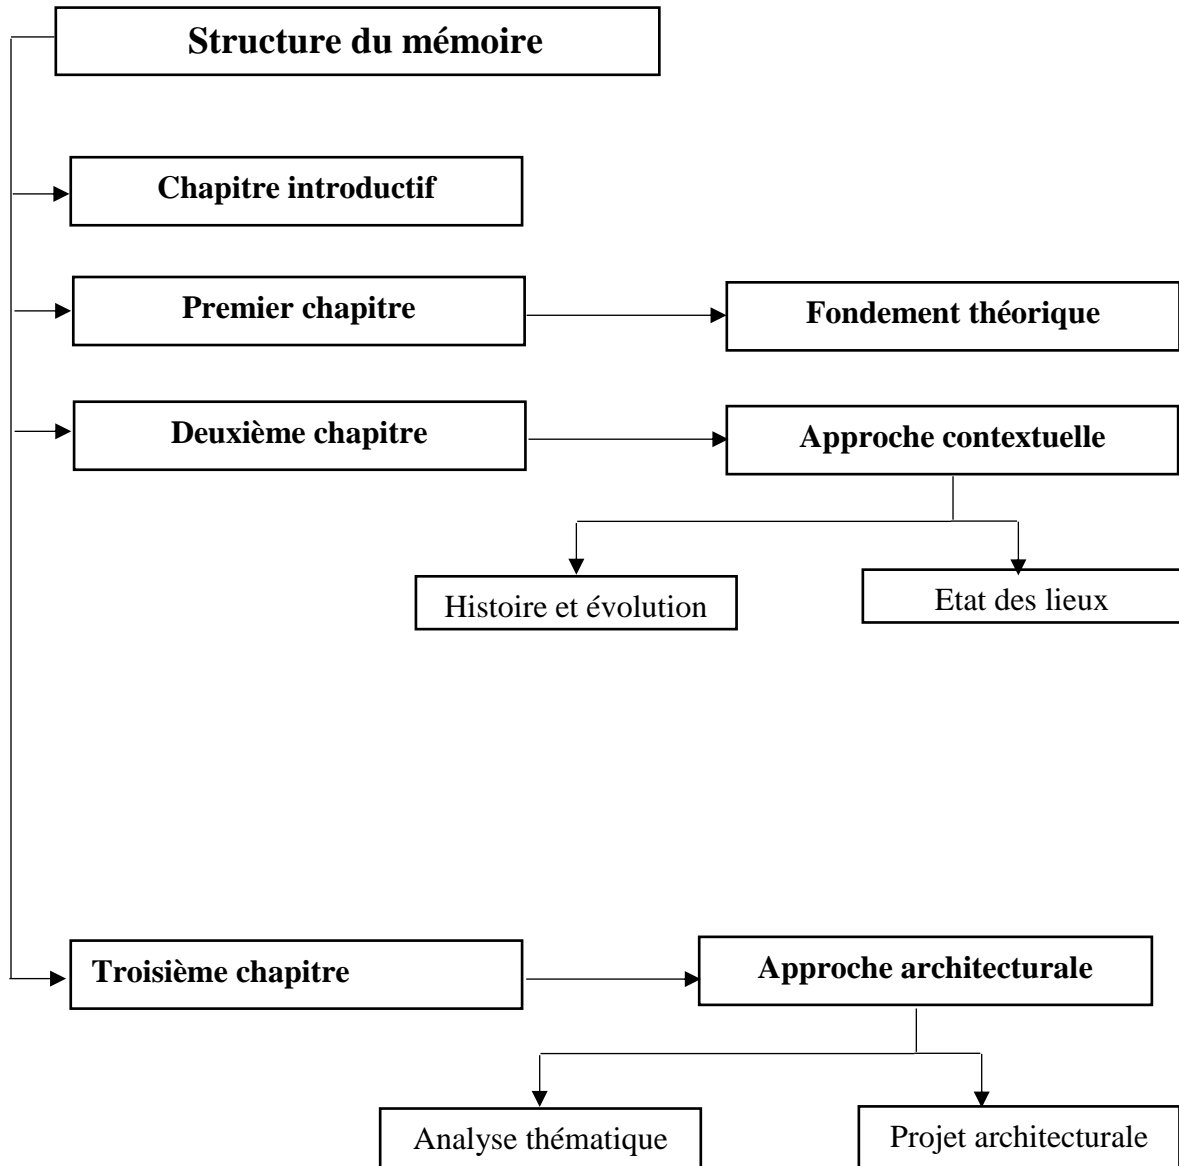 Structure du mémoire
Chapitre introductif
Premier chapitre
Fondement théorique
Deuxième chapitre
Approche contextuelle
Histoire et évolution
Etat des lieux
Troisième chapitre
Approche architecturale
Analyse thématique
Projet architecturale